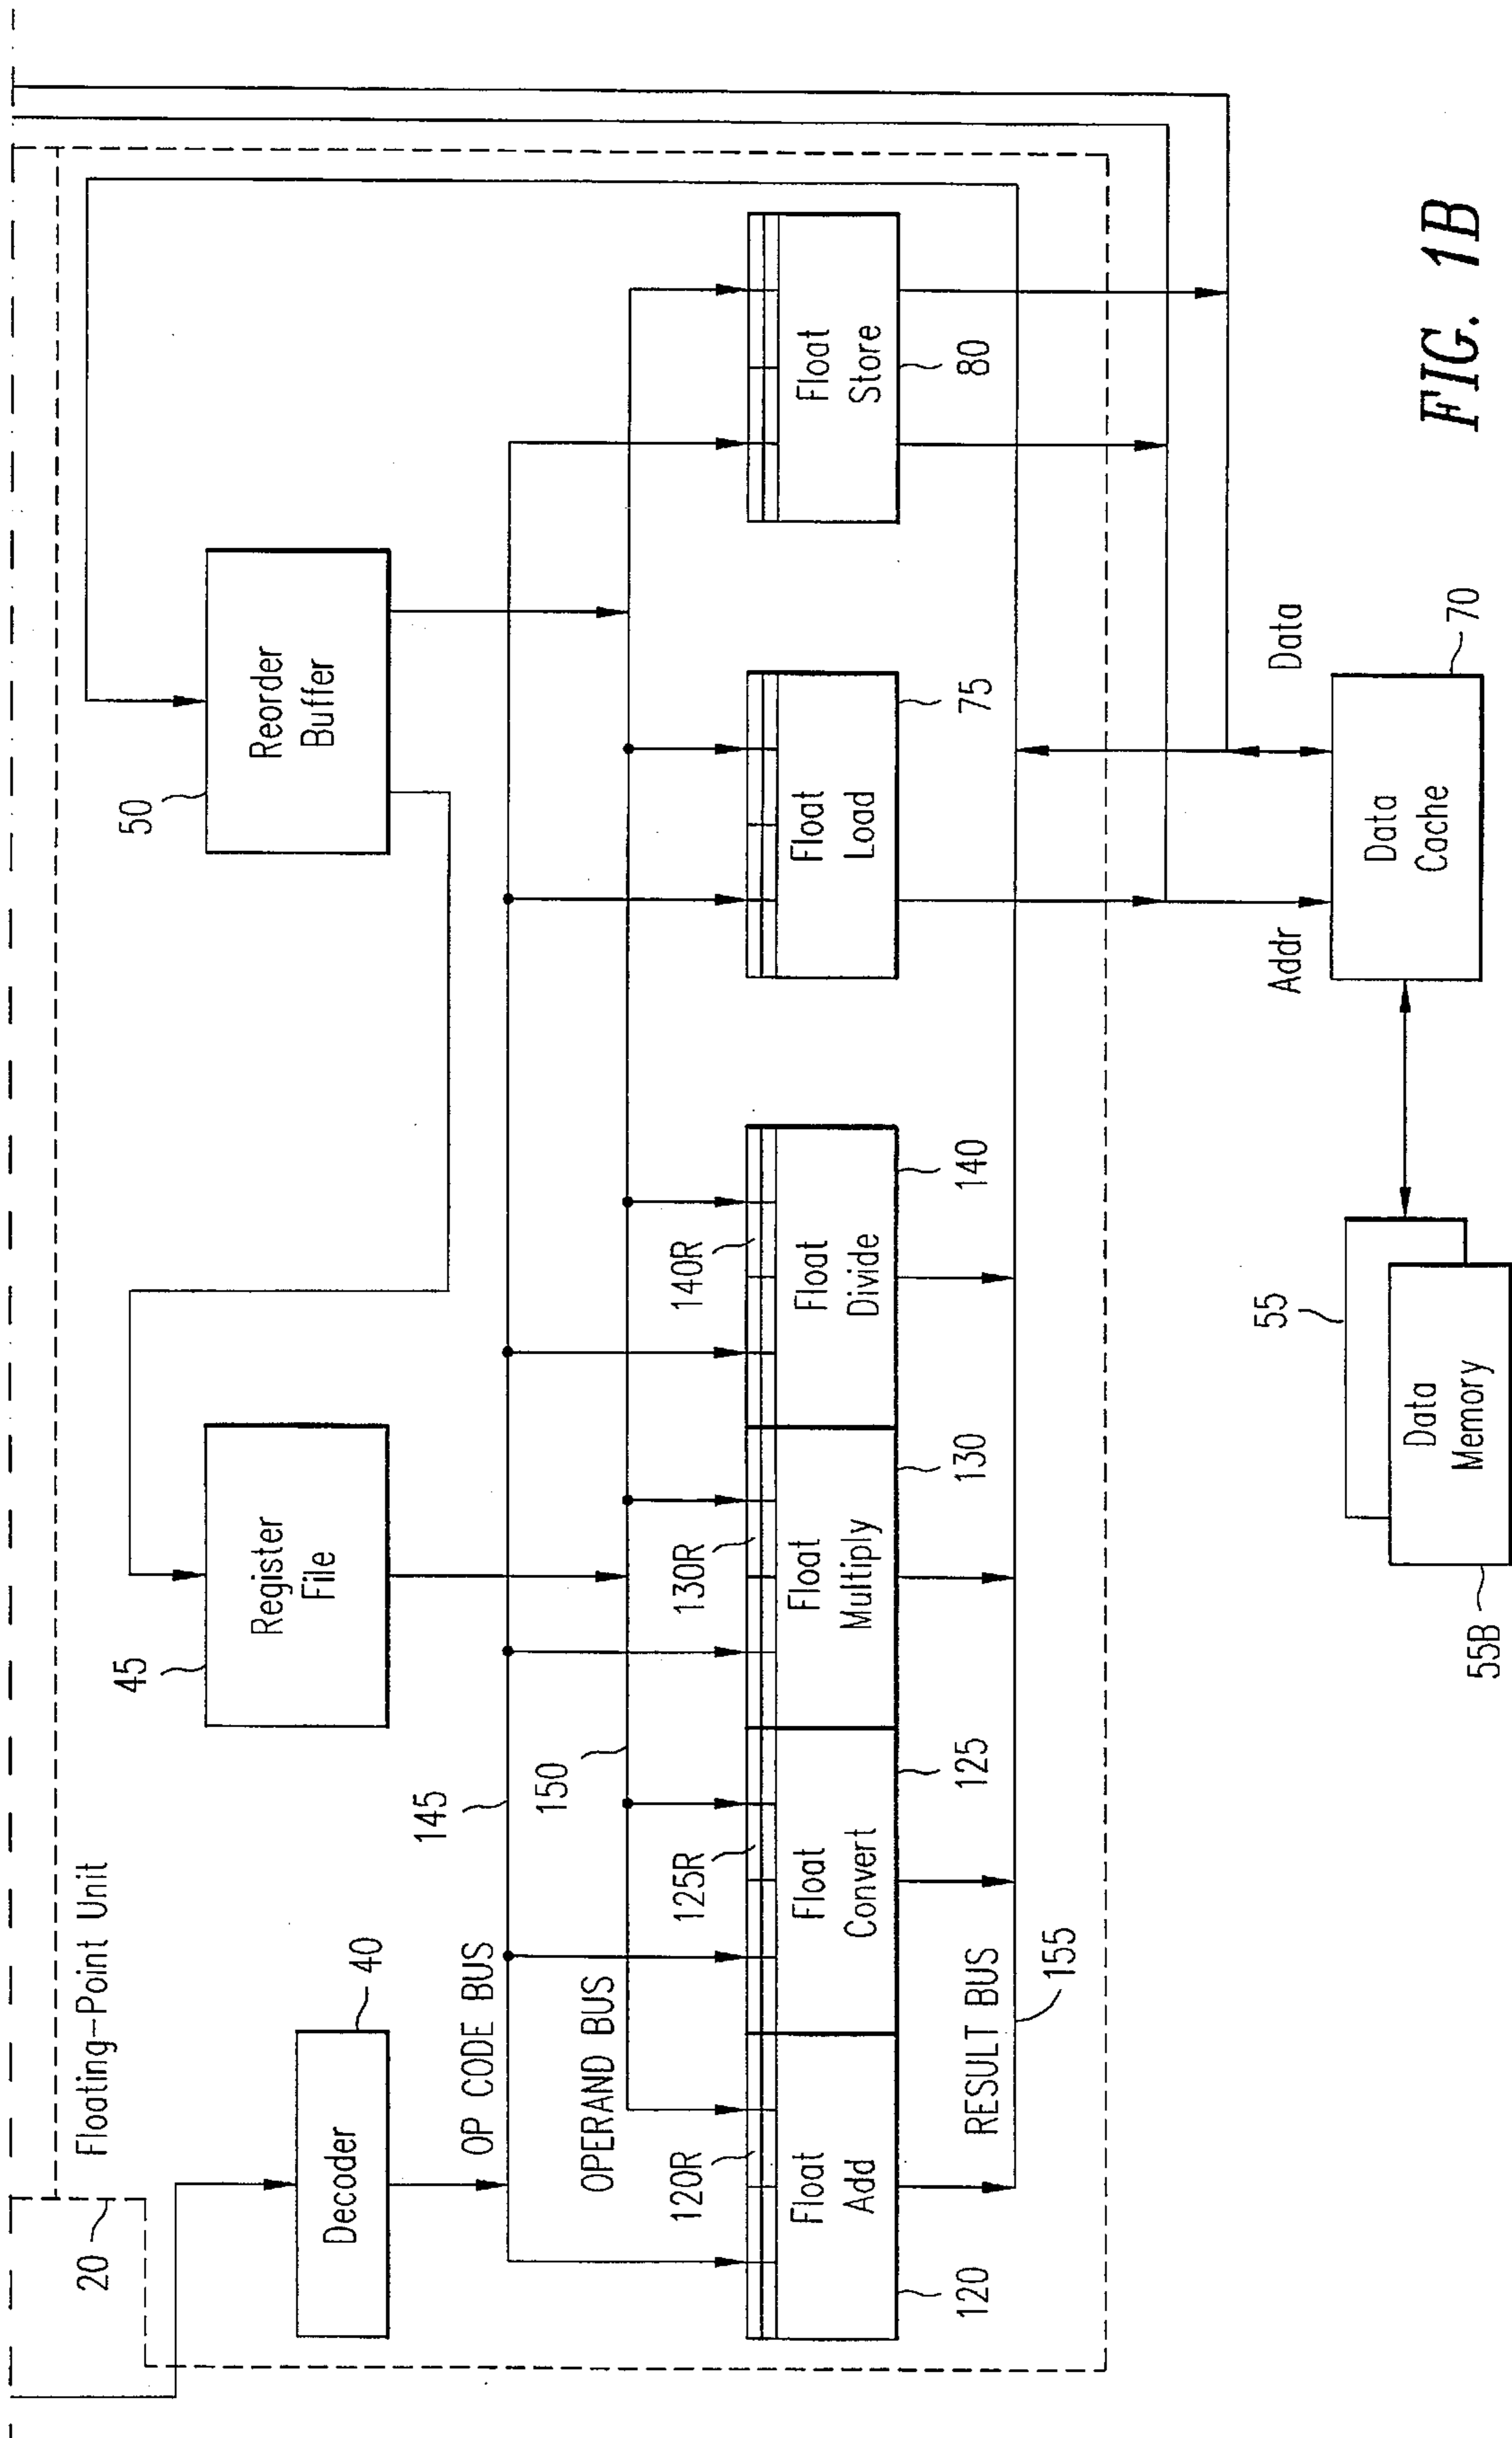 20
Floating-Point Unit
Decoder
40
45
Register
File
50
Reorder
Buffer
OP CODE BUS
145
OPERAND BUS
150
120R
125R
130R
140R
Float
Add
Float
Convert
Float
Multiply
Float
Divide
Float
Load
Float
Store
120
125
130
140
75
80
RESULT BUS
155
Addr
Data
55
Data
Memory
55B
Data
Cache
70
FIG. 1B